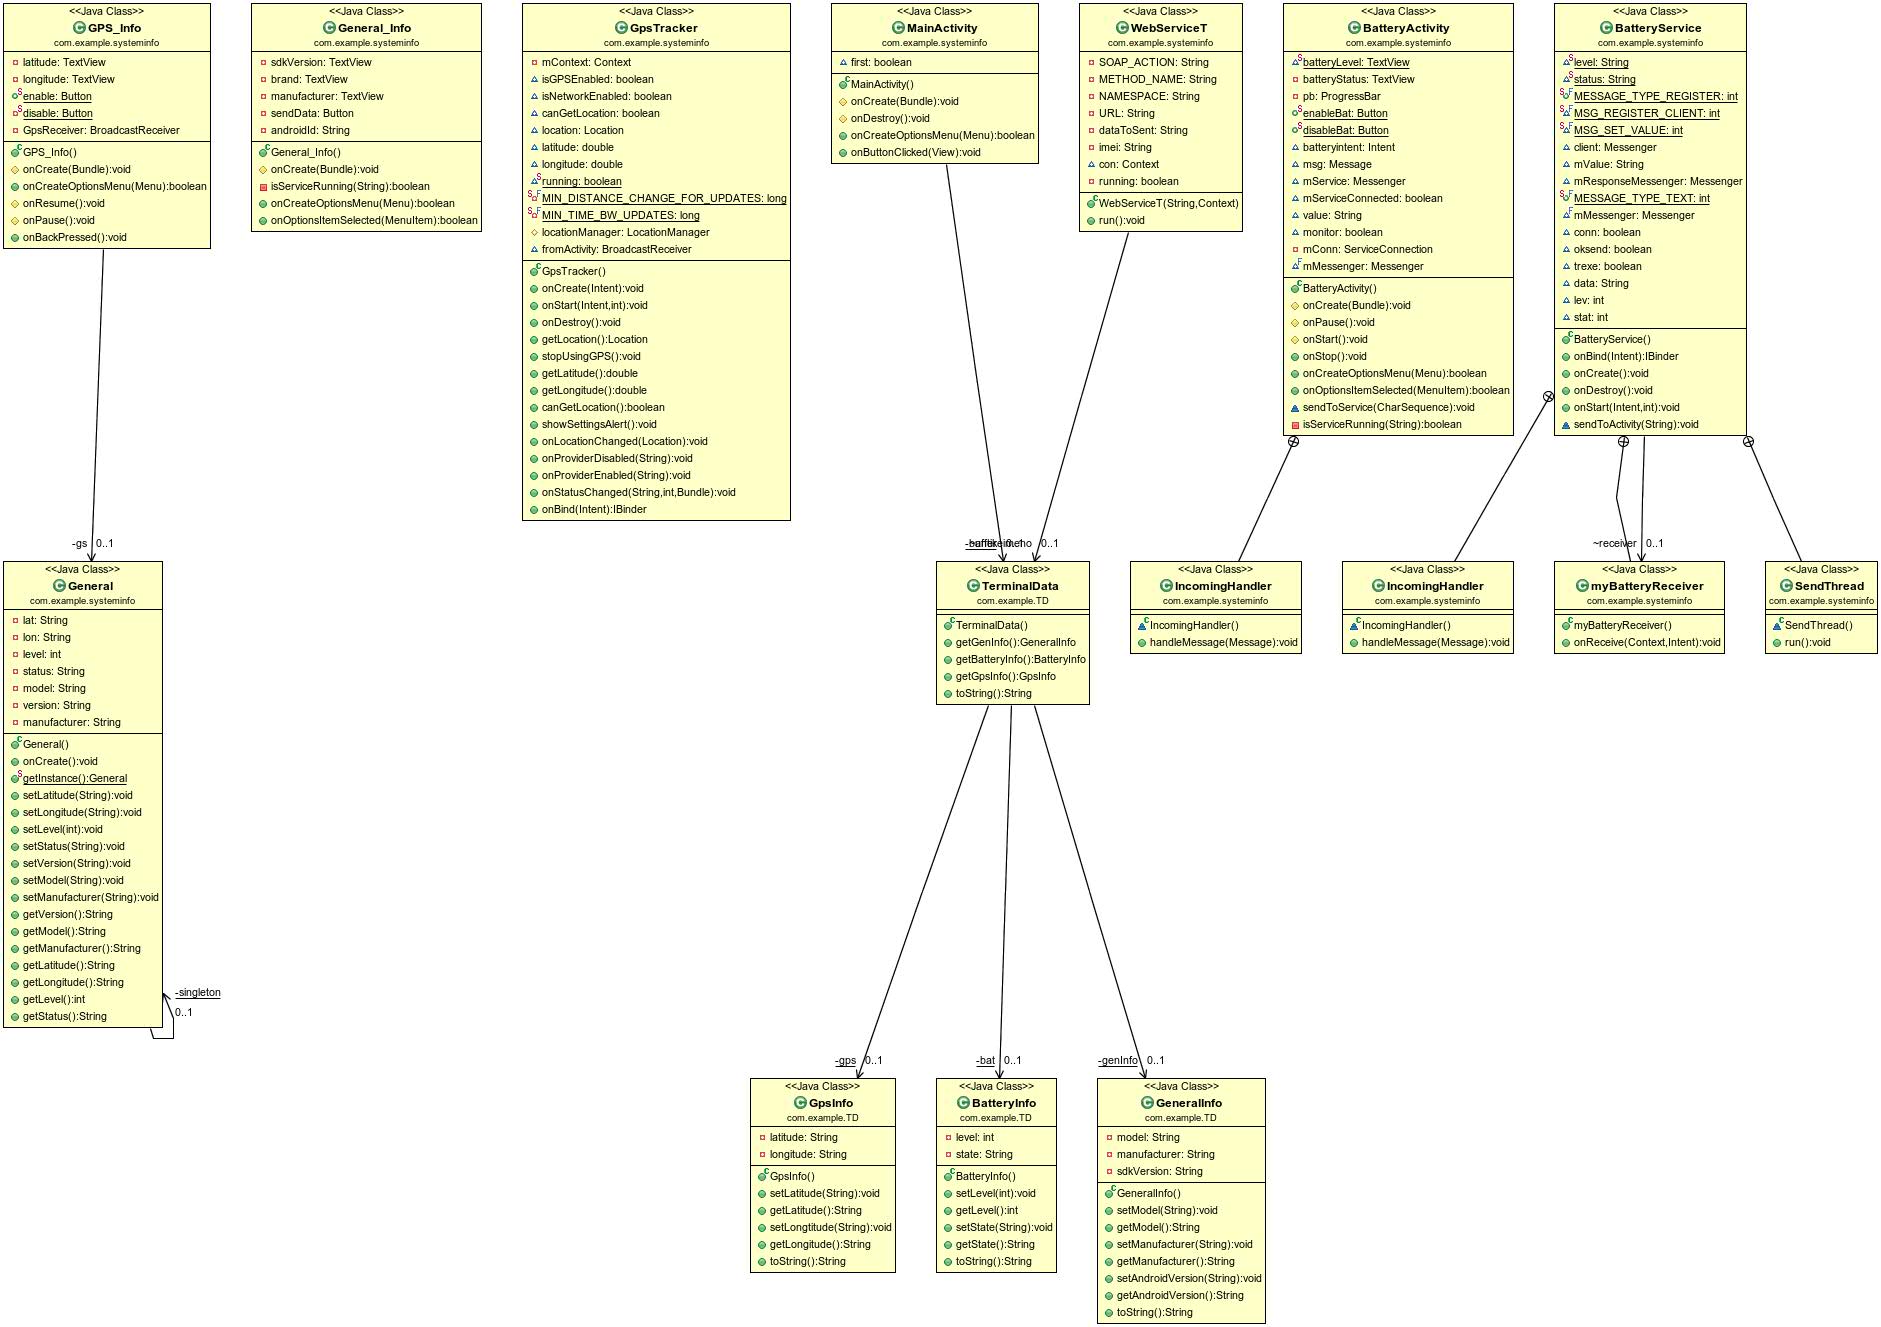 <<Java Class>>
GPS_Info
com.example.systeminfo
latitude: TextView
longitude: TextView
enable: Button
disable: Button
GpsReceiver: BroadcastReceiver
GPS_Info()
onCreate(Bundle):void
onCreateOptionsMenu(Menu):boolean
onResume():void
onPause():void
onBackPressed():void
<<Java Class>>
General_Info
com.example.systeminfo
sdkVersion: TextView
brand: TextView
manufacturer: TextView
sendData: Button
androidId: String
General_Info()
onCreate(Bundle):void
isServiceRunning(String):boolean
onCreateOptionsMenu(Menu):boolean
onOptionsItemSelected(MenuItem):boolean
<<Java Class>>
GpsTracker
com.example.systeminfo
mContext: Context
isGPSEnabled: boolean
isNetworkEnabled: boolean
canGetLocation: boolean
location: Location
latitude: double
longitude: double
running: boolean
MIN_DISTANCE_CHANGE_FOR_UPDATES: long
MIN_TIME_BW_UPDATES: long
locationManager: LocationManager
fromActivity: BroadcastReceiver
GpsTracker()
onCreate(Intent):void
onStart(Intent,int):void
onDestroy():void
getLocation():Location
stopUsingGPS():void
getLatitude():double
getLongitude():double
canGetLocation():boolean
showSettingsAlert():void
onLocationChanged(Location):void
onProviderDisabled(String):void
onProviderEnabled(String):void
onStatusChanged(String,int,Bundle):void
onBind(Intent):IBinder
<<Java Class>>
MainActivity
com.example.systeminfo
first: boolean
MainActivity()
onCreate(Bundle):void
onDestroy():void
onCreateOptionsMenu(Menu):boolean
onButtonClicked(View):void
<<Java Class>>
WebServiceT
com.example.systeminfo
SOAP_ACTION: String
METHOD_NAME: String
NAMESPACE: String
URL: String
dataToSent: String
imei: String
con: Context
running: boolean
WebServiceT(String,Context)
run():void
<<Java Class>>
BatteryActivity
com.example.systeminfo
batteryLevel: TextView
batteryStatus: TextView
pb: ProgressBar
enableBat: Button
disableBat: Button
batteryintent: Intent
msg: Message
mService: Messenger
mServiceConnected: boolean
value: String
monitor: boolean
mConn: ServiceConnection
mMessenger: Messenger
BatteryActivity()
onCreate(Bundle):void
onPause():void
onStart():void
onStop():void
onCreateOptionsMenu(Menu):boolean
onOptionsItemSelected(MenuItem):boolean
sendToService(CharSequence):void
isServiceRunning(String):boolean
<<Java Class>>
BatteryService
com.example.systeminfo
level: String
status: String
MESSAGE_TYPE_REGISTER: int
MSG_REGISTER_CLIENT: int
MSG_SET_VALUE: int
client: Messenger
mValue: String
mResponseMessenger: Messenger
MESSAGE_TYPE_TEXT: int
mMessenger: Messenger
conn: boolean
oksend: boolean
trexe: boolean
data: String
lev: int
stat: int
BatteryService()
onBind(Intent):IBinder
onCreate():void
onDestroy():void
onStart(Intent,int):void
sendToActivity(String):void
-gs 0..1
0..1
~receiver 0..1
<<Java Class>>
General
com.example.systeminfo
lat: String
lon: String
level: int
status: String
model: String
version: String
manufacturer: String
General()
onCreate():void
getInstance():General
setLatitude(String):void
setLongitude(String):void
setLevel(int):void
setStatus(String):void
setVersion(String):void
setModel(String):void
setManufacturer(String):void
getVersion():String
getModel():String
getManufacturer():String
getLatitude():String
getLongitude():String
getLevel():int
getStatus():String
-singleton
0..1
<<Java Class>>
TerminalData
com.example.TD
TerminalData()
getGenInfo():GeneralInfo
getBatteryInfo():BatteryInfo
getGpsInfo():GpsInfo
toString():String
<<Java Class>>
IncomingHandler
com.example.systeminfo
IncomingHandler()
handleMessage(Message):void
<<Java Class>>
IncomingHandler
com.example.systeminfo
IncomingHandler()
handleMessage(Message):void
<<Java Class>>
myBatteryReceiver
com.example.systeminfo
myBatteryReceiver()
onReceive(Context,Intent):void
<<Java Class>>
SendThread
com.example.systeminfo
SendThread()
run():void
-gps 0..1
-bat 0..1
-genInfo 0..1
<<Java Class>>
GpsInfo
com.example.TD
latitude: String
longitude: String
GpsInfo()
setLatitude(String):void
getLatitude():String
setLongtitude(String):void
getLongitude():String
toString():String
<<Java Class>>
BatteryInfo
com.example.TD
level: int
state: String
BatteryInfo()
setLevel(int):void
getLevel():int
setState(String):void
getState():String
toString():String
<<Java Class>>
GeneralInfo
com.example.TD
model: String
manufacturer: String
sdkVersion: String
GeneralInfo()
setModel(String):void
getModel():String
setManufacturer(String):void
getManufacturer():String
setAndroidVersion(String):void
getAndroidVersion():String
toString():String